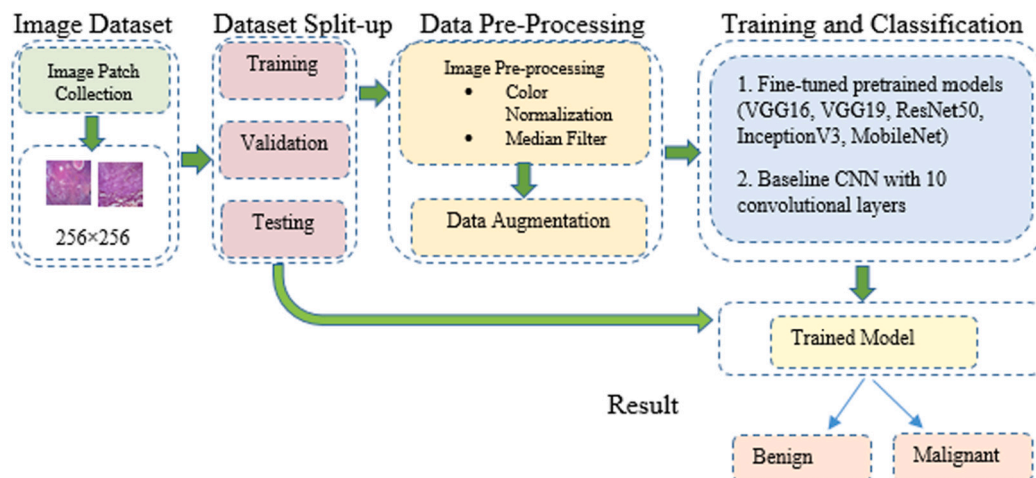 Image Dataset
Image Patch
Collection
256×256
Dataset Split-up
Training
Validation
Testing
Data Pre-Processing
Image Pre-processing
• Color
Normalization
• Median Filter
Data Augmentation
Training and Classification
1. Fine-tuned pretrained models
(VGG16, VGG19, ResNet50,
InceptionV3, MobileNet)
2. Baseline CNN with 10
convolutional layers
Trained Model
Result
Benign
Malignant